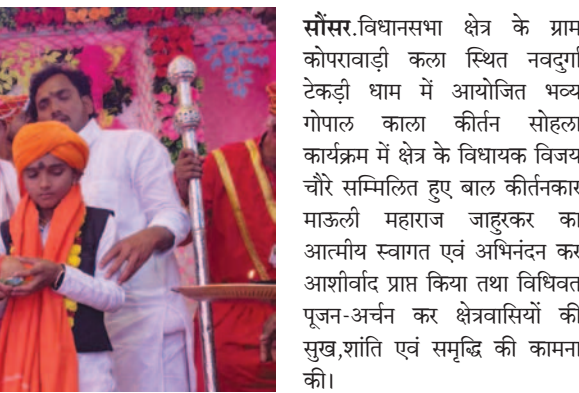 सौंसर.विधानसभा क्षेत्र के ग्राम
कोपरावाड़ी कला स्थित नवदुर्गा
टेकड़ी धाम में आयोजित भव्य
गोपाल काला कीर्तन सोहला
कार्यक्रम में क्षेत्र के विधायक विजय
चौरे सम्मिलित हुए बाल कीर्तनकार
माऊली महाराज जाहुरकर का
आत्मीय स्वागत एवं अभिनंदन कर
आशीर्वाद प्राप्त किया तथा विधिवत
पूजन-अर्चन कर क्षेत्रवासियों की
सुख,शांति एवं समृद्धि की कामना
की।